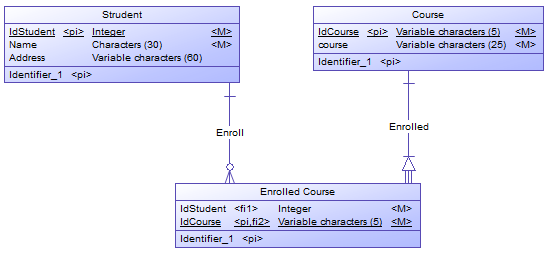 Strudent
IdStudent <pi> Integer <M>
Name Characters (30) <M>
Address Variable characters (60)
Identifier_1 <pi>
Course
IdCourse <pi> Variable characters (5) <M>
course Variable characters (25) <M>
Identifier_1 <pi>
Enroll
Enrolled
Enrolled Course
IdStudent <fi1> Integer <M>
IdCourse <pi,fi2> Variable characters (5) <M>
Identifier_1 <pi>